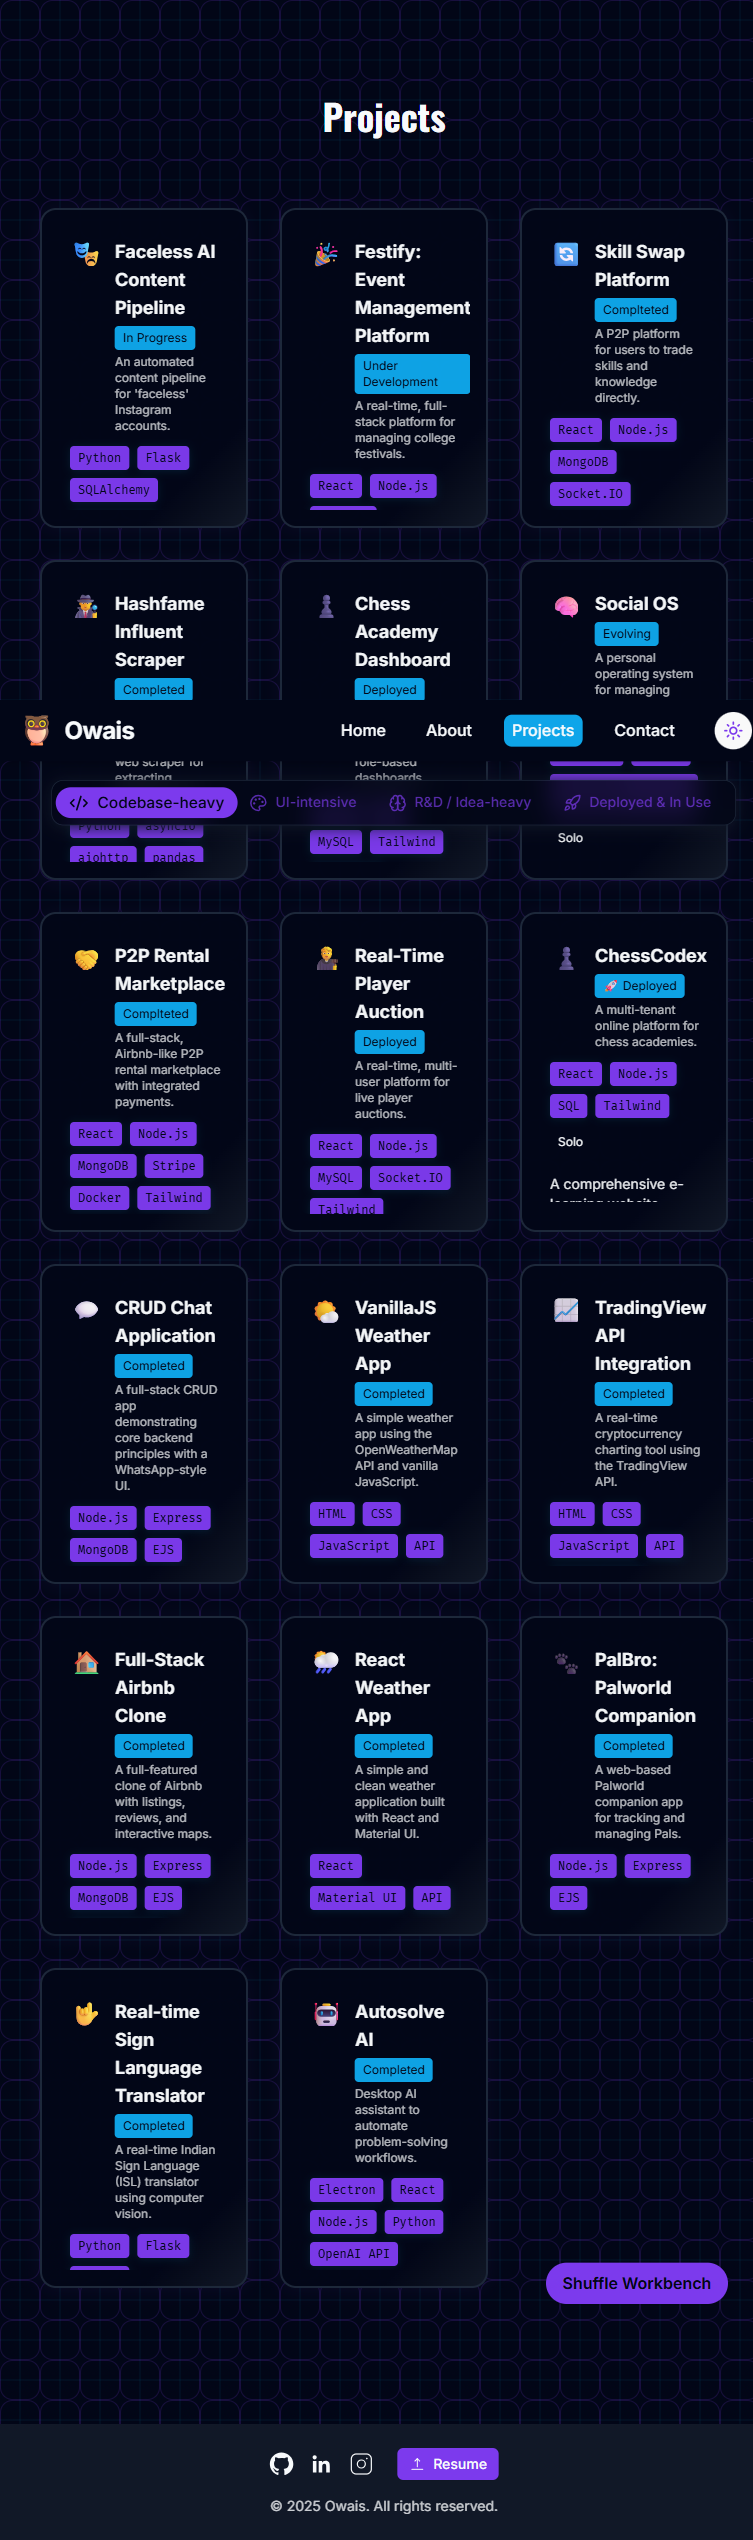 Projects
Faceless AI
Content
Pipeline
In Progress
An automated
content pipeline
for 'faceless'
Instagram
accounts.
Python Flask
SQLAlchemy
Festify:
Event
Management
Platform
Under
Development
A real-time, full-
stack platform for
managing college
festivals.
React Node.js
Skill Swap
Platform
Complteted
A P2P platform
for users to trade
skills and
knowledge
directly.
React Node.js
MongoDB
Socket.IO
Hashfame
Influent
Scraper
Completed
Chess
Academy
Dashboard
Deployed
Social OS
Evolving
A personal
operating system
for managing
Owais
Home About Projects Contact
web scraper for
extracting
role-based
dashboards
Codebase-heavy UI-intensive R&D / Idea-heavy Deployed & In Use
Python asyncio
aiohttp pandas
MySQL Tailwind
Solo
P2P Rental
Marketplace
Complteted
A full-stack,
Airbnb-like P2P
rental marketplace
with integrated
payments.
React Node.js
MongoDB Stripe
Docker Tailwind
Real-Time
Player
Auction
Deployed
A real-time, multi-
user platform for
live player
auctions.
React Node.js
MySQL Socket.IO
Tailwind
ChessCodex
🚀 Deployed
A multi-tenant
online platform for
chess academies.
React Node.js
SQL Tailwind
Solo
A comprehensive e-
learning website
CRUD Chat
Application
Completed
A full-stack CRUD
app
demonstrating
core backend
principles with a
WhatsApp-style
UI.
Node.js Express
MongoDB EJS
VanillaJS
Weather
App
Completed
A simple weather
app using the
OpenWeatherMap
API and vanilla
JavaScript.
HTML CSS
JavaScript API
TradingView
API
Integration
Completed
A real-time
cryptocurrency
charting tool using
the TradingView
API.
HTML CSS
JavaScript API
Full-Stack
Airbnb
Clone
Completed
A full-featured
clone of Airbnb
with listings,
reviews, and
interactive maps.
Node.js Express
MongoDB EJS
React
Weather
App
Completed
A simple and
clean weather
application built
with React and
Material UI.
React
Material UI API
PalBro:
Palworld
Companion
Completed
A web-based
Palworld
companion app
for tracking and
managing Pals.
Node.js Express
EJS
Real-time
Sign
Language
Translator
Completed
A real-time Indian
Sign Language
(ISL) translator
using computer
vision.
Python Flask
Autosolve
AI
Completed
Desktop AI
assistant to
automate
problem-solving
workflows.
Electron React
Node.js Python
OpenAI API
Shuffle Workbench
Resume
© 2025 Owais. All rights reserved.